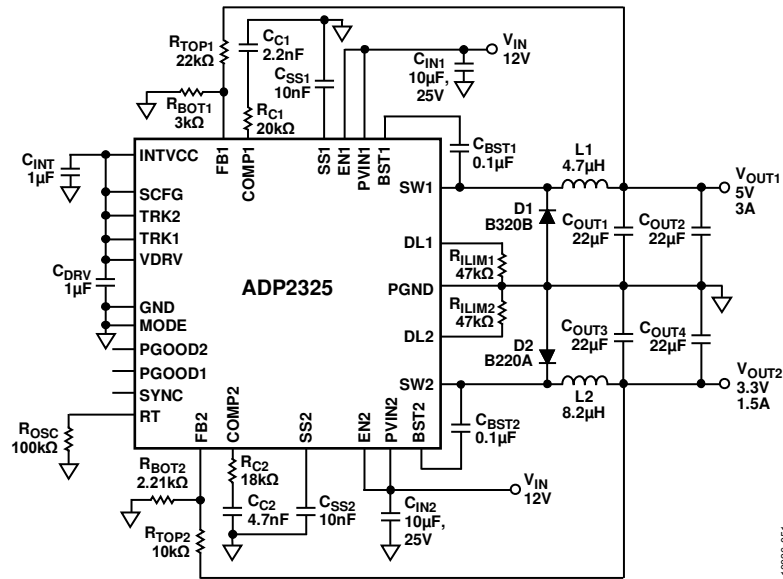 RTOP1
22kΩ
CC1
2.2nF
CSS1
10nF
VIN
12V
CIN1
10µF,
25V
RBOT1
3kΩ
RC1
20kΩ
CINT
1µF
FB1
COMP1
SS1
EN1
PVIN1
BST1
CBST1
0.1µF
L1
4.7µH
INTVCC
SCFG
TRK2
TRK1
VDRV
GND
MODE
PGOOD2
PGOOD1
SYNC
RT
CDRV
1µF
ADP2325
SW1
DL1
PGND
DL2
SW2
D1
B320B
RILIM1
47kΩ
RILIM2
47kΩ
COUT1
22µF
COUT2
22µF
VOUT1
5V
3A
D2
B220A
COUT3
22µF
COUT4
22µF
VOUT2
3.3V
1.5A
L2
8.2µH
ROSC
100kΩ
FB2
COMP2
SS2
EN2
PVIN2
BST2
CBST2
0.1µF
RBOT2
2.21kΩ
RC2
18kΩ
CC2
4.7nF
CSS2
10nF
VIN
12V
CIN2
10µF,
25V
RTOP2
10kΩ